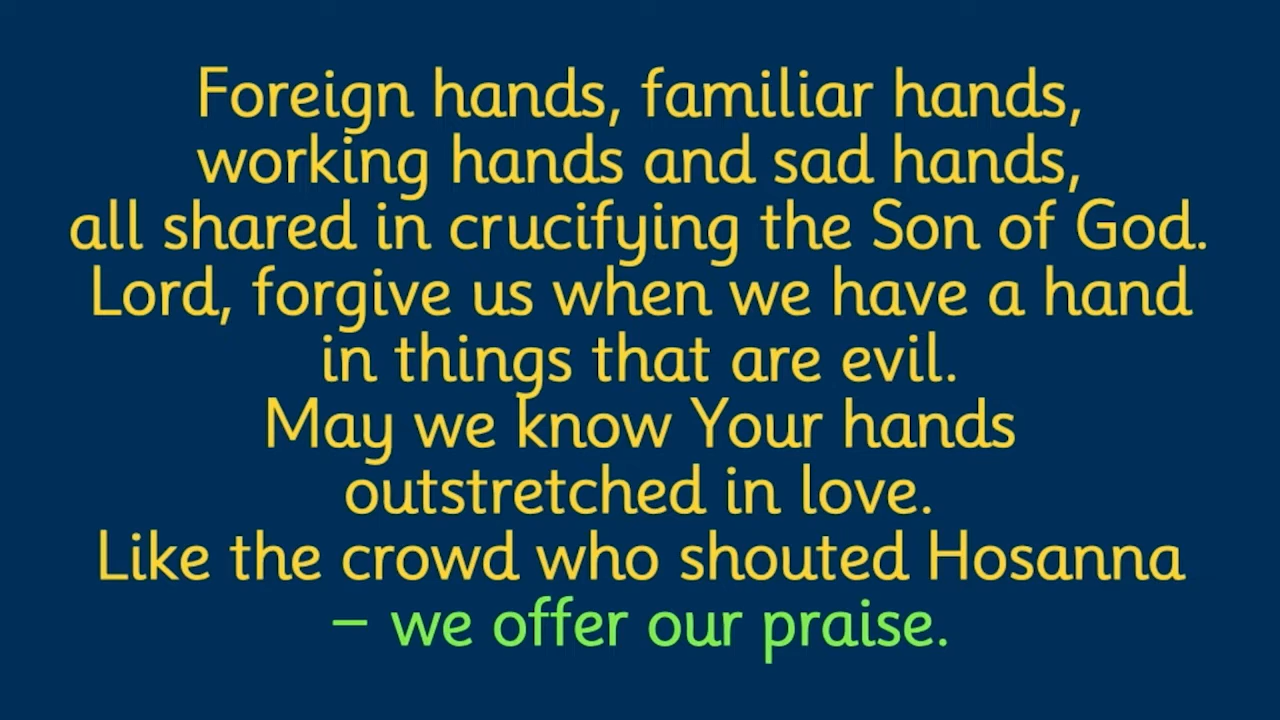 Foreign hands, familiar hands,
working hands and sad hands,
all shared in crucifying the Son of God.
Lord, forgive us when we have a hand
in things that are evil.
May we know Your hands
outstretched in love.
Like the crowd who shouted Hosanna
– we offer our praise.